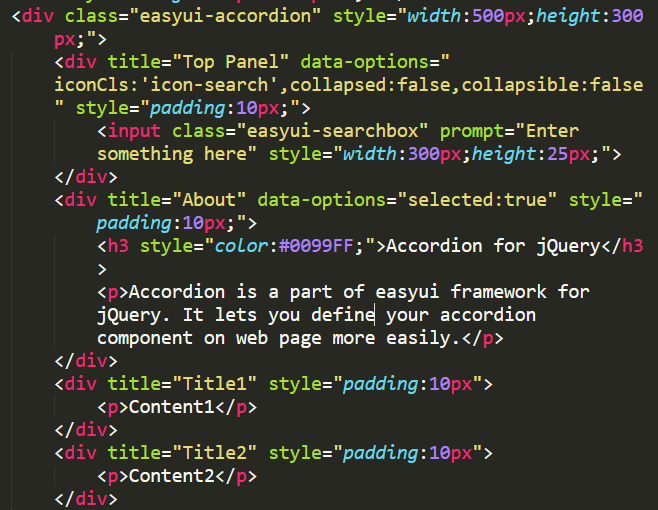 <div class="easyui-accordion" style="width:500px;height:300
px;">
<div title="Top Panel" data-options="
iconCls:'icon-search',collapsed:false,collapsible:false
" style="padding:10px;">
<input class="easyui-searchbox" prompt="Enter
something here" style="width:300px;height:25px;">
</div>
<div title="About" data-options="selected:true" style="
padding:10px;">
<h3 style="color:#0099FF;">Accordion for jQuery</h3
>
<p>Accordion is a part of easyui framework for
jQuery. It lets you define your accordion
component on web page more easily.</p>
</div>
<div title="Title1" style="padding:10px">
<p>Content1</p>
</div>
<div title="Title2" style="padding:10px">
<p>Content2</p>
</div>